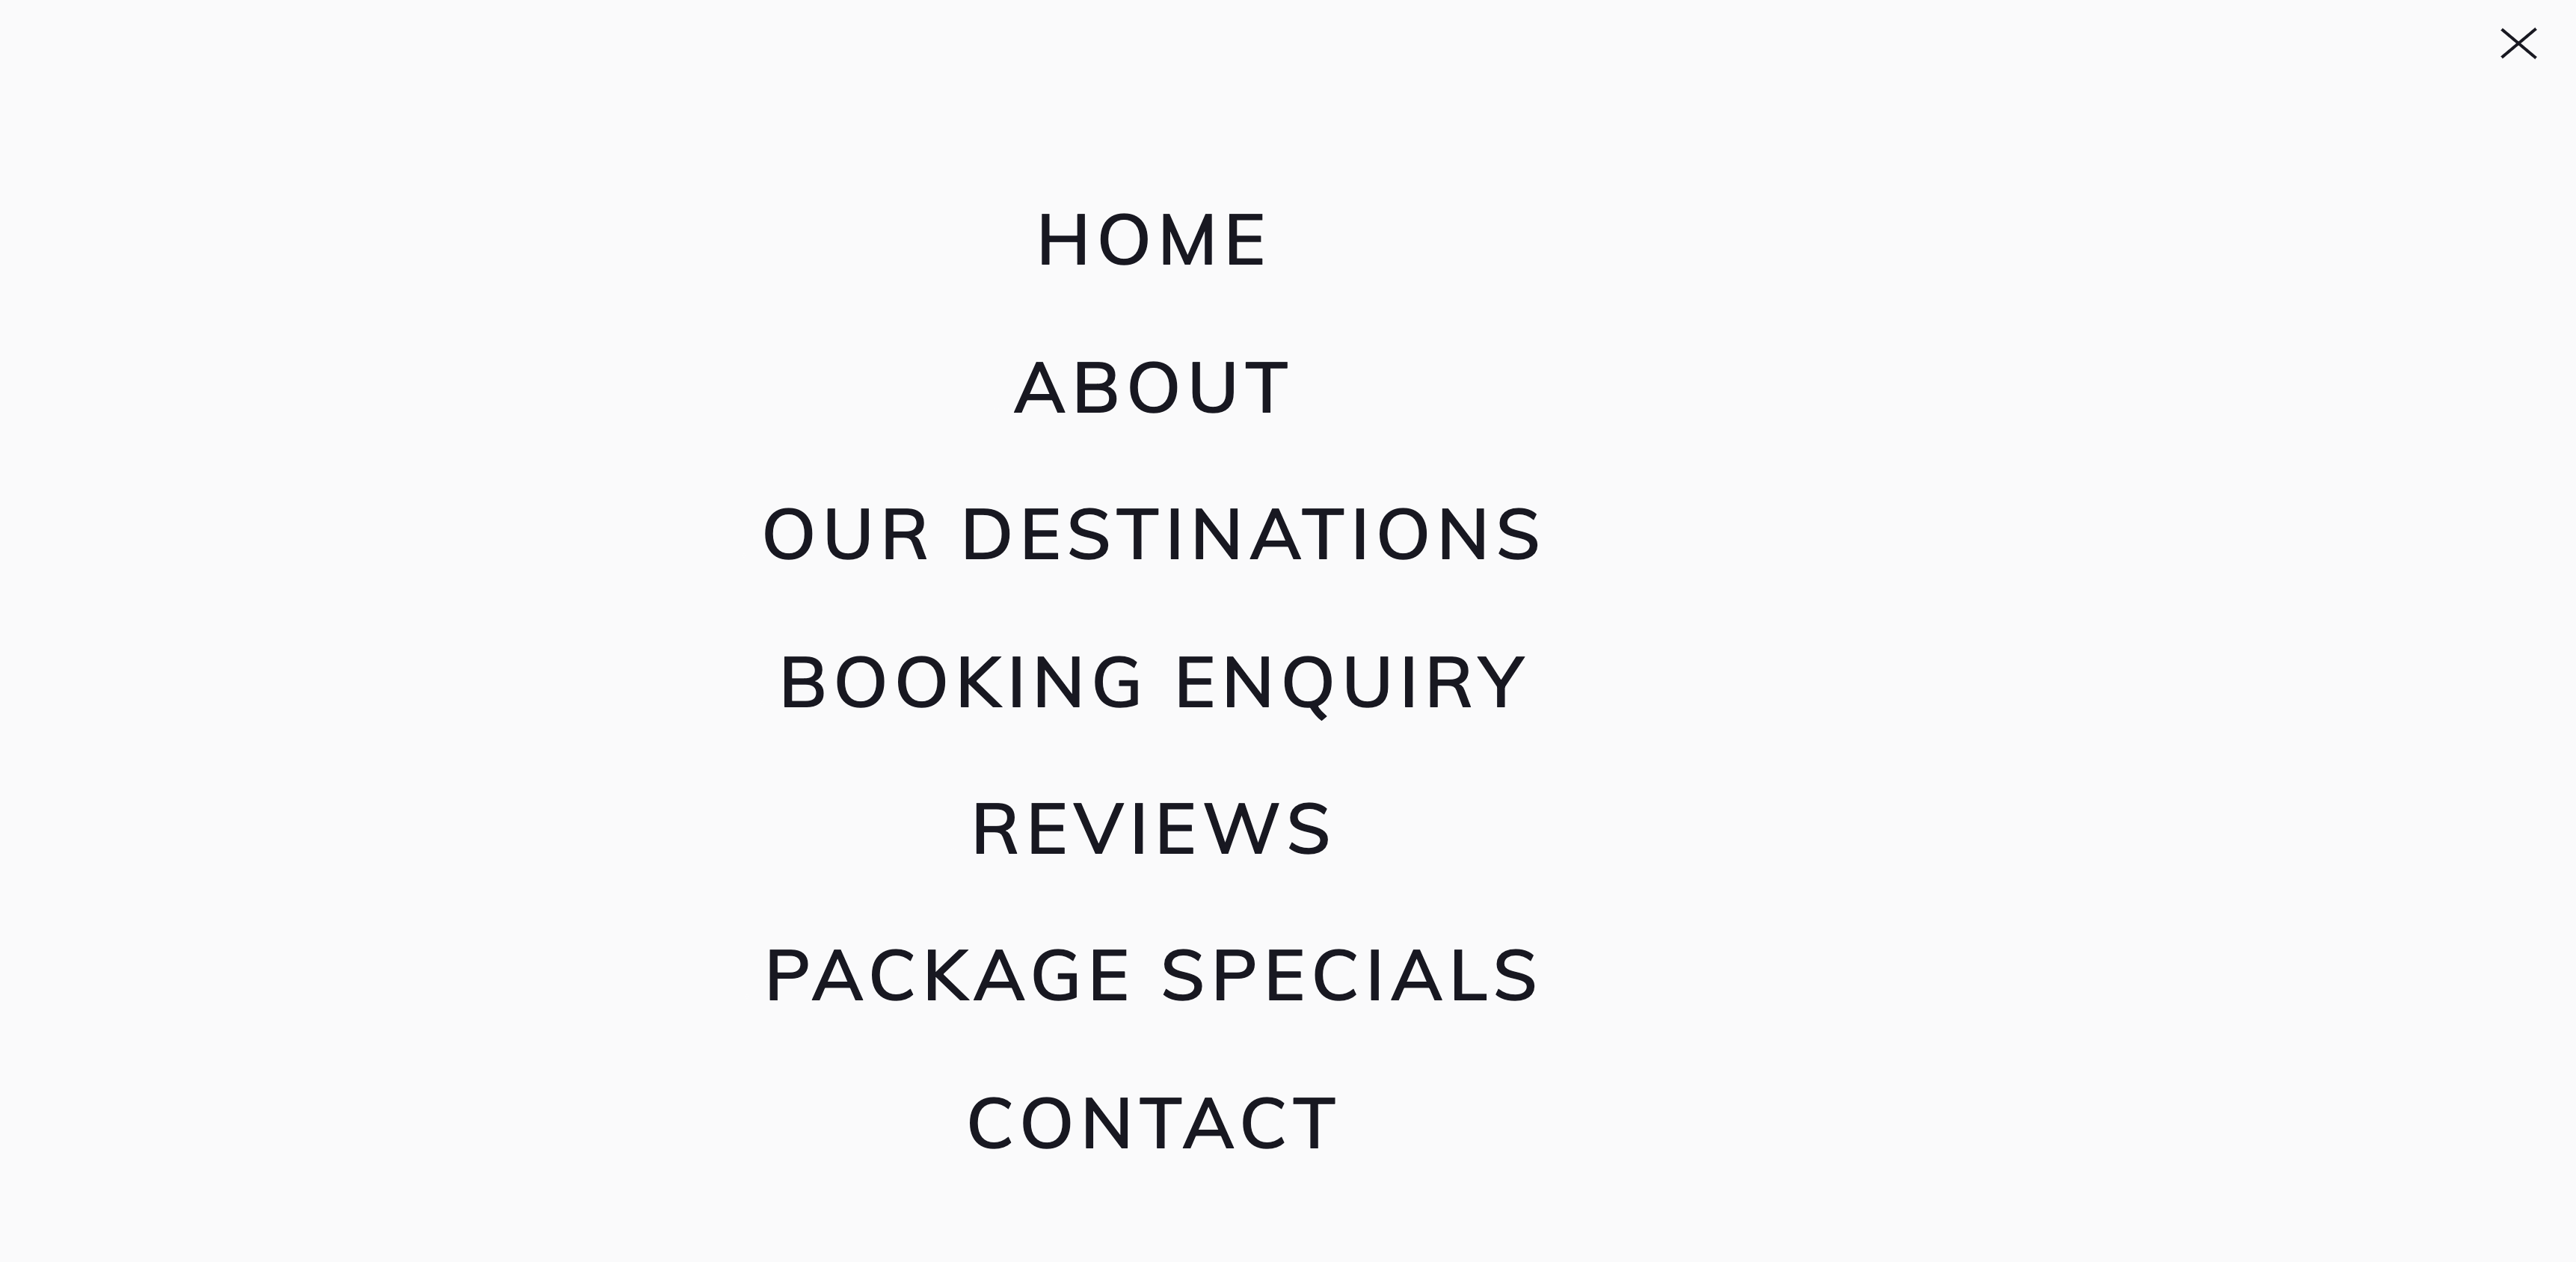 HOME
ABOUT
OUR DESTINATIONS
BOOKING ENQUIRY
REVIEWS
PACKAGE SPECIALS
CONTACT